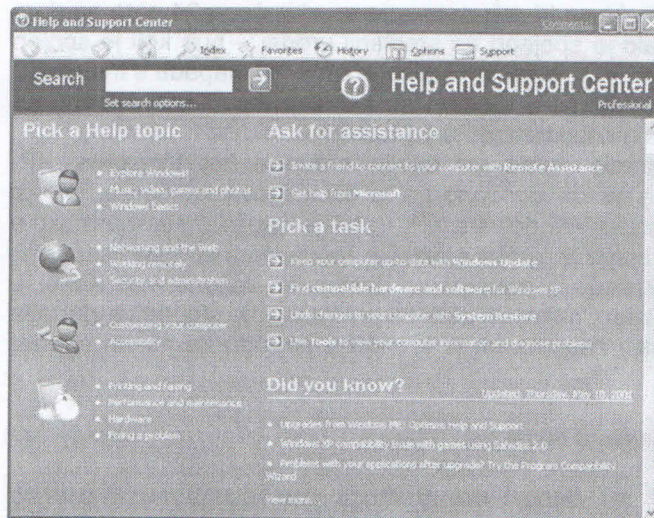 Help and Support Center
Comments
Index Favorites History Options Support
Search
Set search options...
Help and Support Center
Professional
Pick a Help topic
Explore Windows!
Music, video, games and photos
Windows basics
Networking and the Web
Working remotely
Security and administration
Customizing your computer
Accessibility
Printing and faxing
Performance and maintenance
Hardware
Fixing a problem
Ask for assistance
Invite a friend to connect to your computer with Remote Assistance
Get help from Microsoft
Pick a task
Keep your computer up-to-date with Windows Update
Find compatible hardware and software for Windows XP
Undo changes to your computer with System Restore
Use Tools to view your computer information and diagnose problems
Did you know?
Updated: Thursday, May 10, 2001
Upgrades from Windows ME: Optimize Help and Support
Windows XP compatibility issue with games using Safedisc 2.0
Problems with your applications after upgrade? Try the Program Compatibility
Wizard
View more...